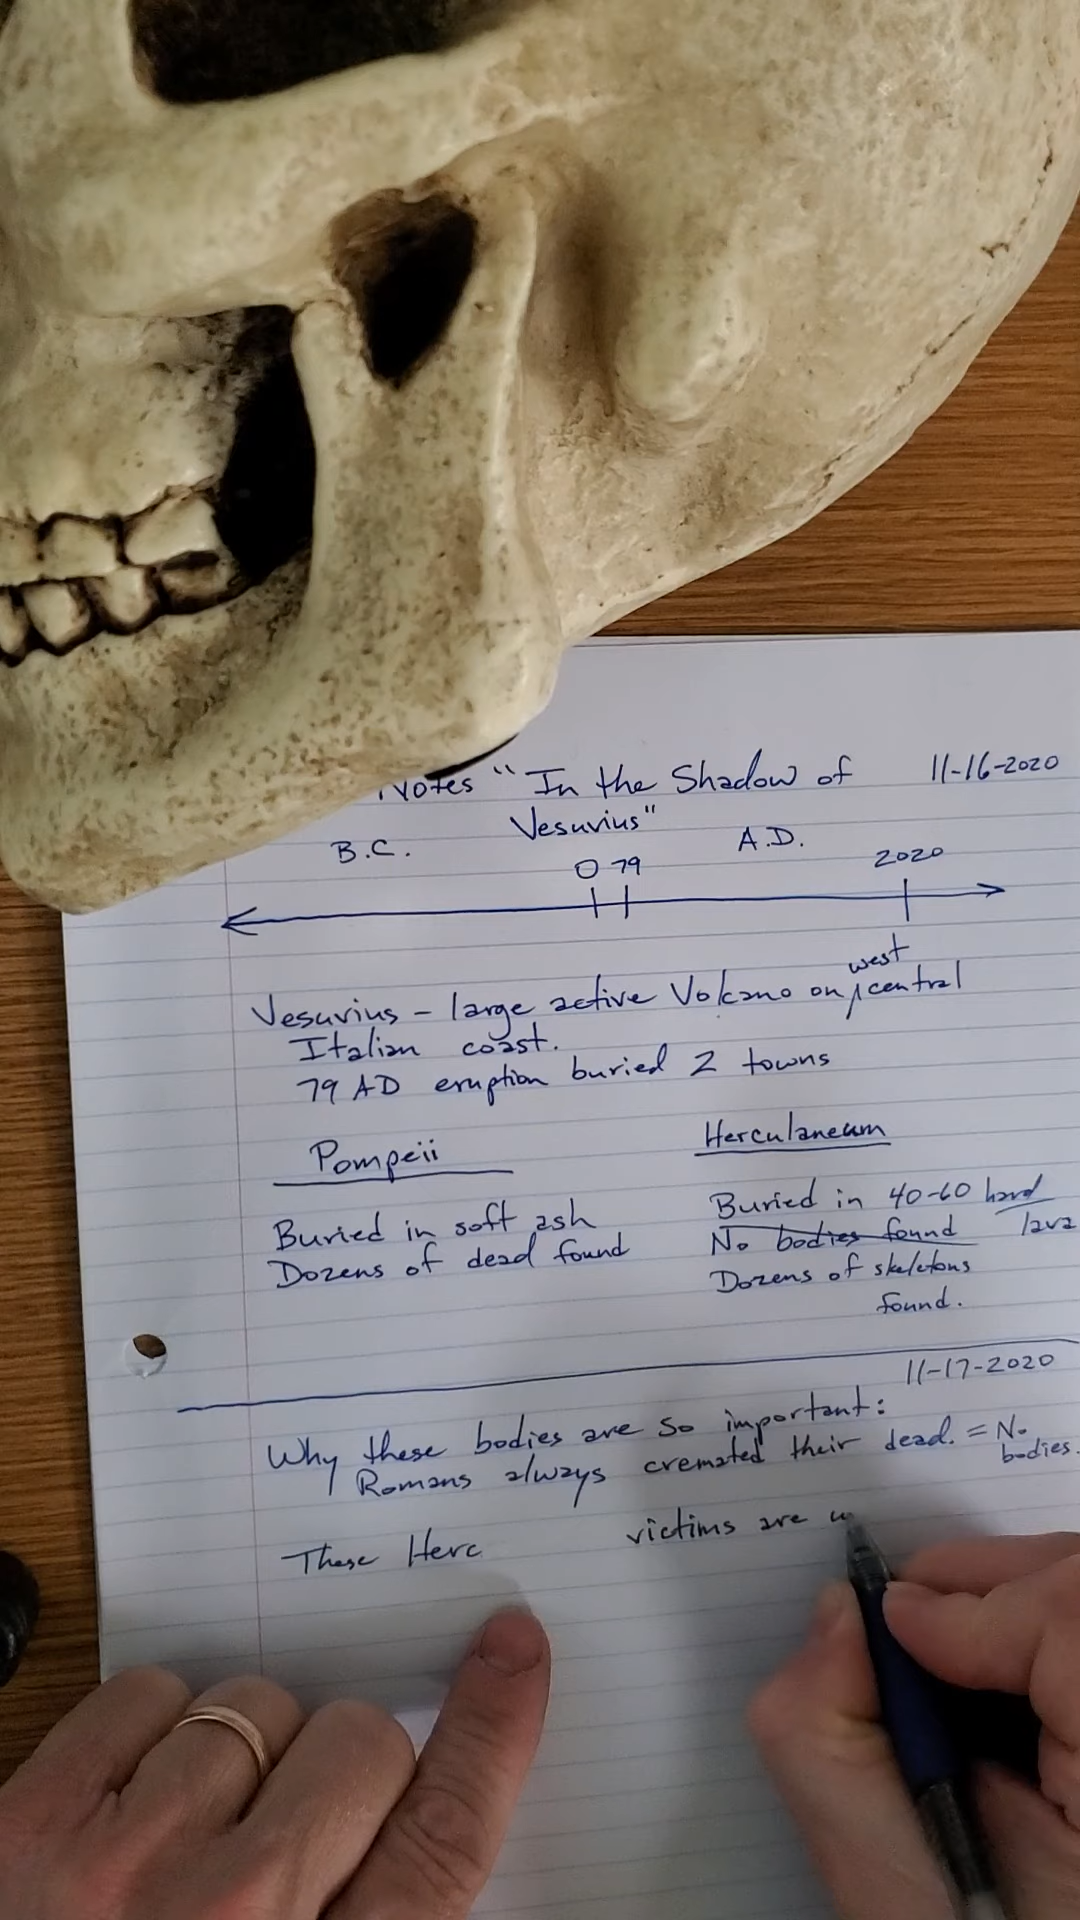 Notes "In the Shadow of 11-16-2020
Vesuvius"
B.C. A.D.
0 79 2020
west
Vesuvius - large active Volcano on central
Italian coast.
79 AD eruption buried 2 towns
Pompeii Herculaneum
Buried in soft ash
Dozens of dead found
Buried in 40-60 hard
lava
No bodies found
Dozens of skeletons
found.
11-17-2020
Why these bodies are so important:
Romans always cremated their dead. = No
bodies.
These Herc victims are